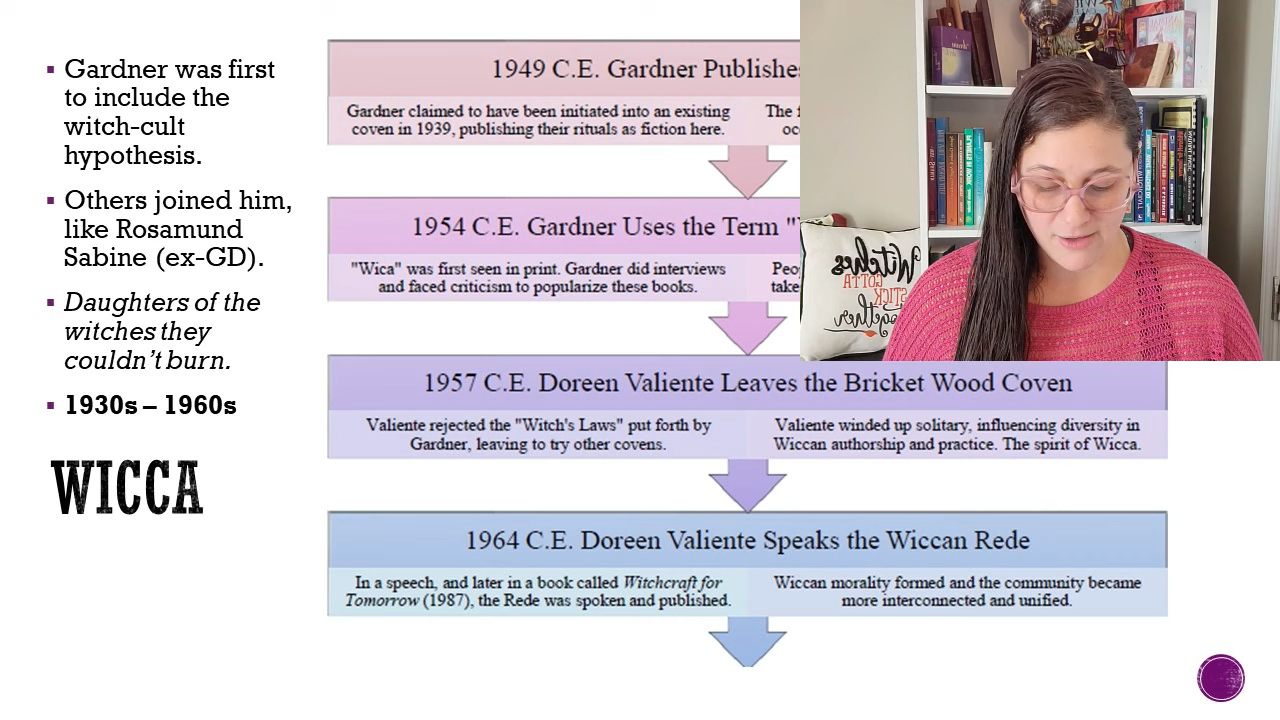 Gardner was first
to include the
witch-cult
hypothesis.
Others joined him,
like Rosamund
Sabine (ex-GD).
Daughters of the
witches they
couldn't burn.
1930s – 1960s
WICCA
1949 C.E. Gardner Publishes
Gardner claimed to have been initiated into an existing
coven in 1939, publishing their rituals as fiction here.
The
1954 C.E. Gardner Uses the Term "
"Wica" was first seen in print. Gardner did interviews
and faced criticism to popularize these books.
take
1957 C.E. Doreen Valiente Leaves the Bricket Wood Coven
Valiente rejected the "Witch's Laws" put forth by
Gardner, leaving to try other covens.
Valiente winded up solitary, influencing diversity in
Wiccan authorship and practice. The spirit of Wicca.
1964 C.E. Doreen Valiente Speaks the Wiccan Rede
In a speech, and later in a book called Witchcraft for
Tomorrow (1987), the Rede was spoken and published.
Wiccan morality formed and the community became
more interconnected and unified.
Witches
GOTTA
STICK
together